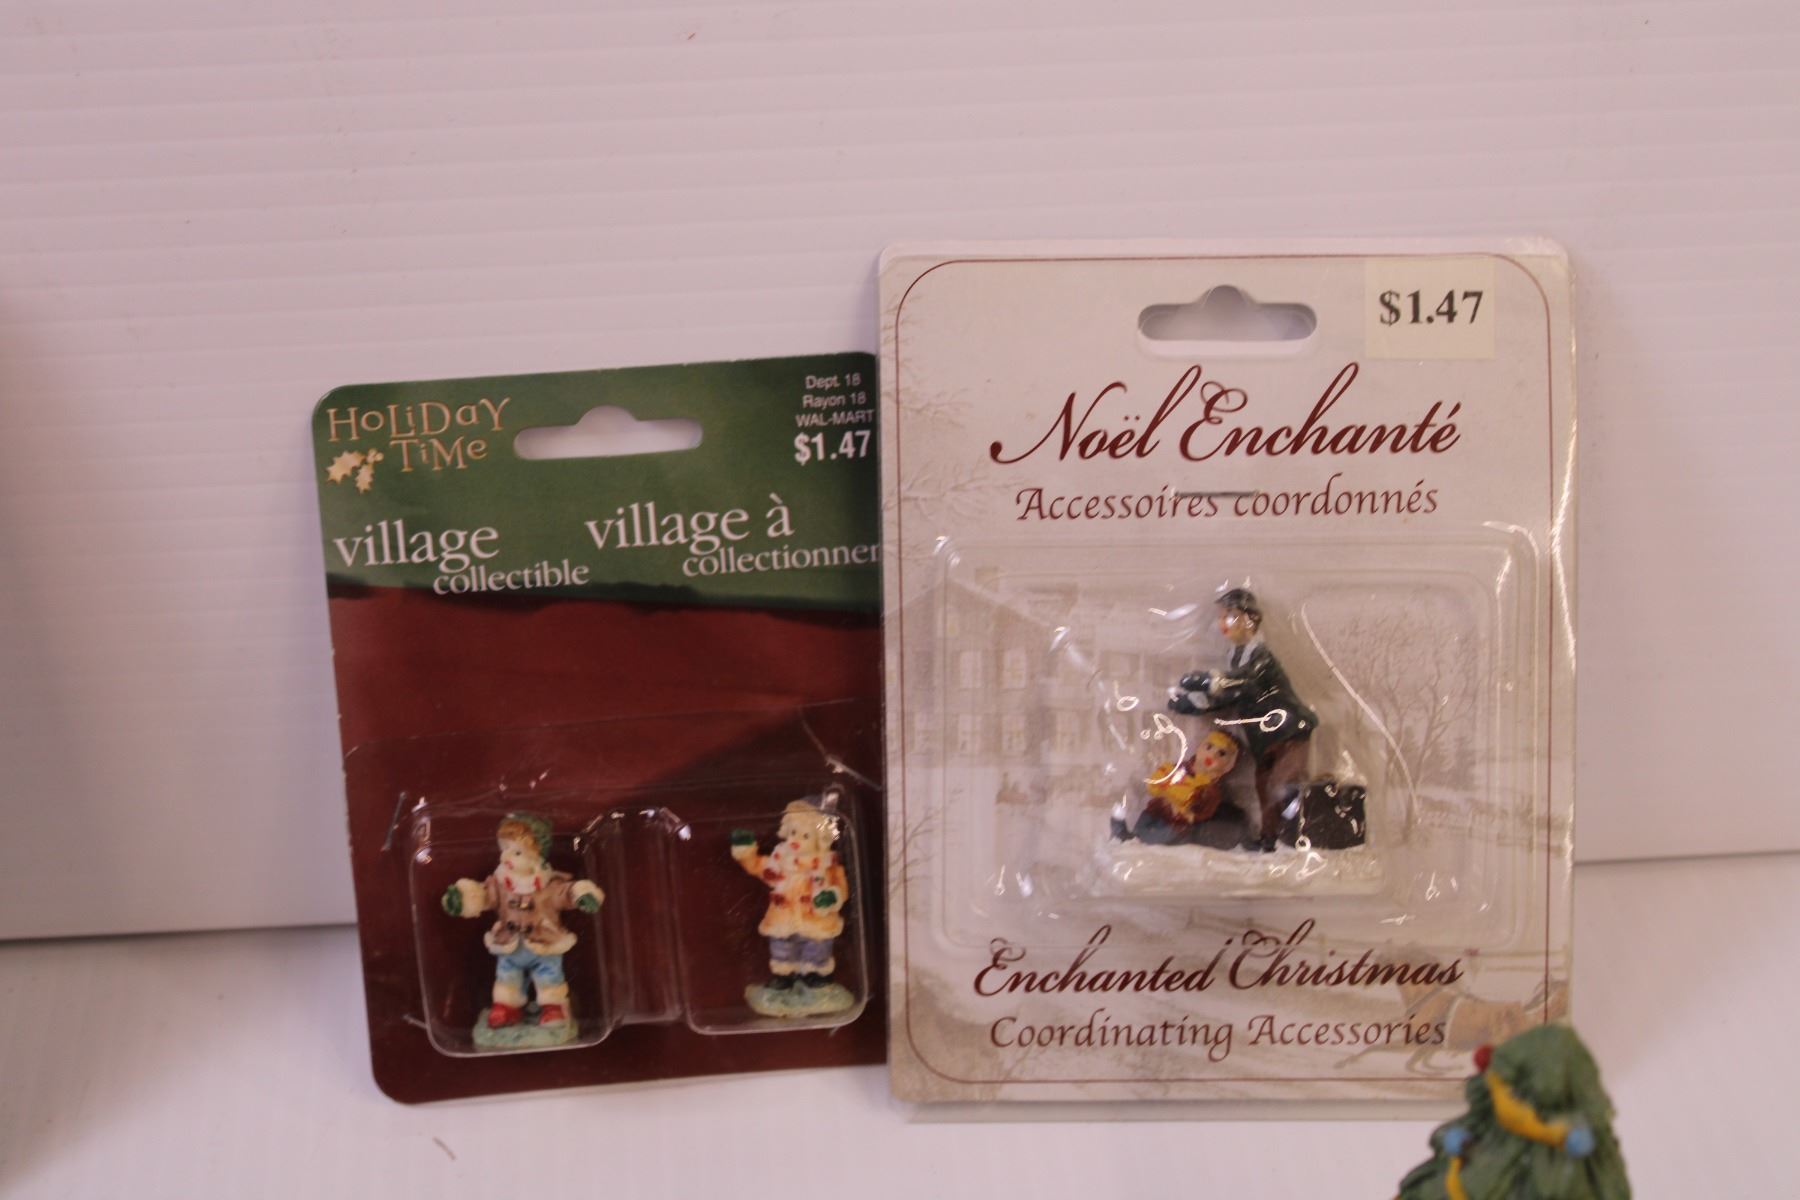 HoLiDaY
TiMe
Dept. 18
Rayon 18
WAL-MART
$1.47
village
collectible
village à
collectionner
$1.47
Noël Enchanté
Accessoires coordonnés
Enchanted Christmas™
Coordinating Accessories